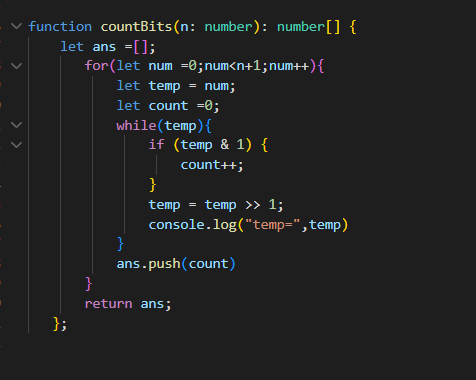 function countBits(n: number): number[] {
    let ans =[];
       for(let num =0;num<n+1;num++){
           let temp = num;
           let count =0;
           while(temp){
               if (temp & 1) {
                   count++;
               }
               temp = temp >> 1;
               console.log("temp=",temp)
           }
           ans.push(count)
       }
       return ans;
   };